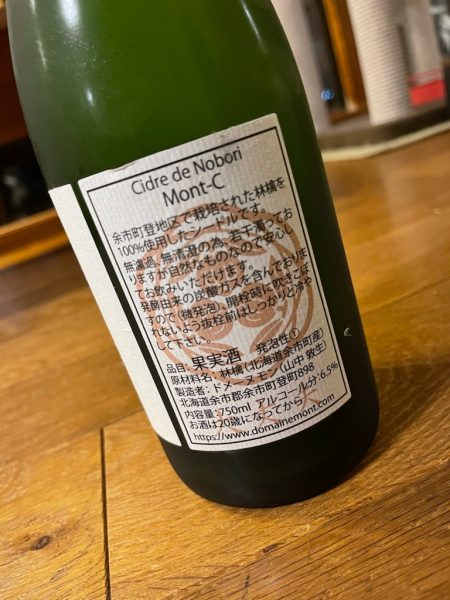 Cidre de Nobori
Mont-C
余市町登地区で栽培された林檎を
100%使用したシードルです。
無濾過、無清澄の為、若干濁ってお
りますが自然なものなので安心し
てお飲みいただけます。
発酵由来の炭酸ガスを含んでおりま
すので（微発泡）、開栓時に吹きこぼ
れないよう抜栓前はしっかりと冷や
して下さい。
品目：果実酒 発泡性①
原材料名：林檎（北海道余市町産）
製造者：ドメーヌモン（山中 敦生）
北海道余市郡余市町登町898
内容量：750ml アルコール分：6.5%
お酒は20歳になってから
https://www.domainemont.com